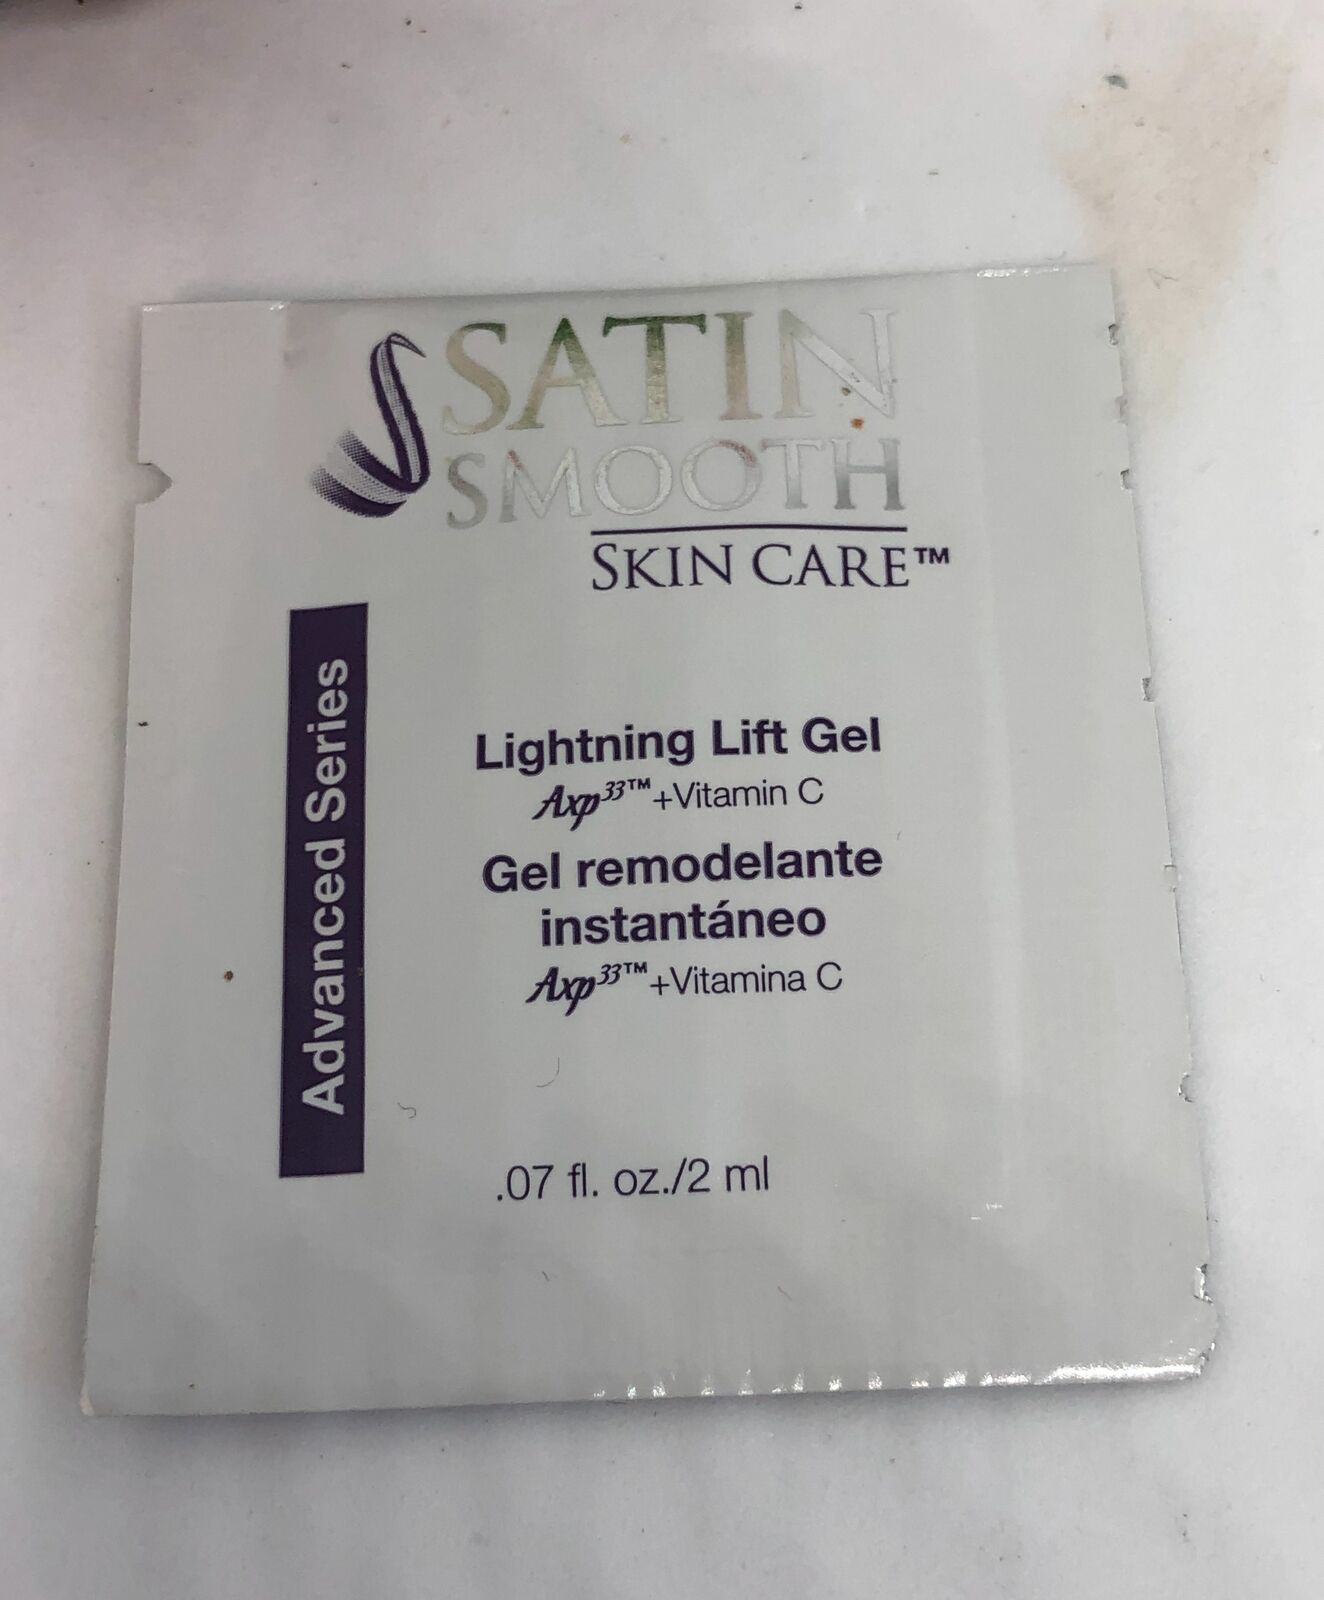 SATIN
SMOOTH
SKIN CARE™
Advanced Series
Lightning Lift Gel
Axp³³™+Vitamin C
Gel remodelante
instantáneo
Axp³³™+Vitamina C
.07 fl. oz./2 ml